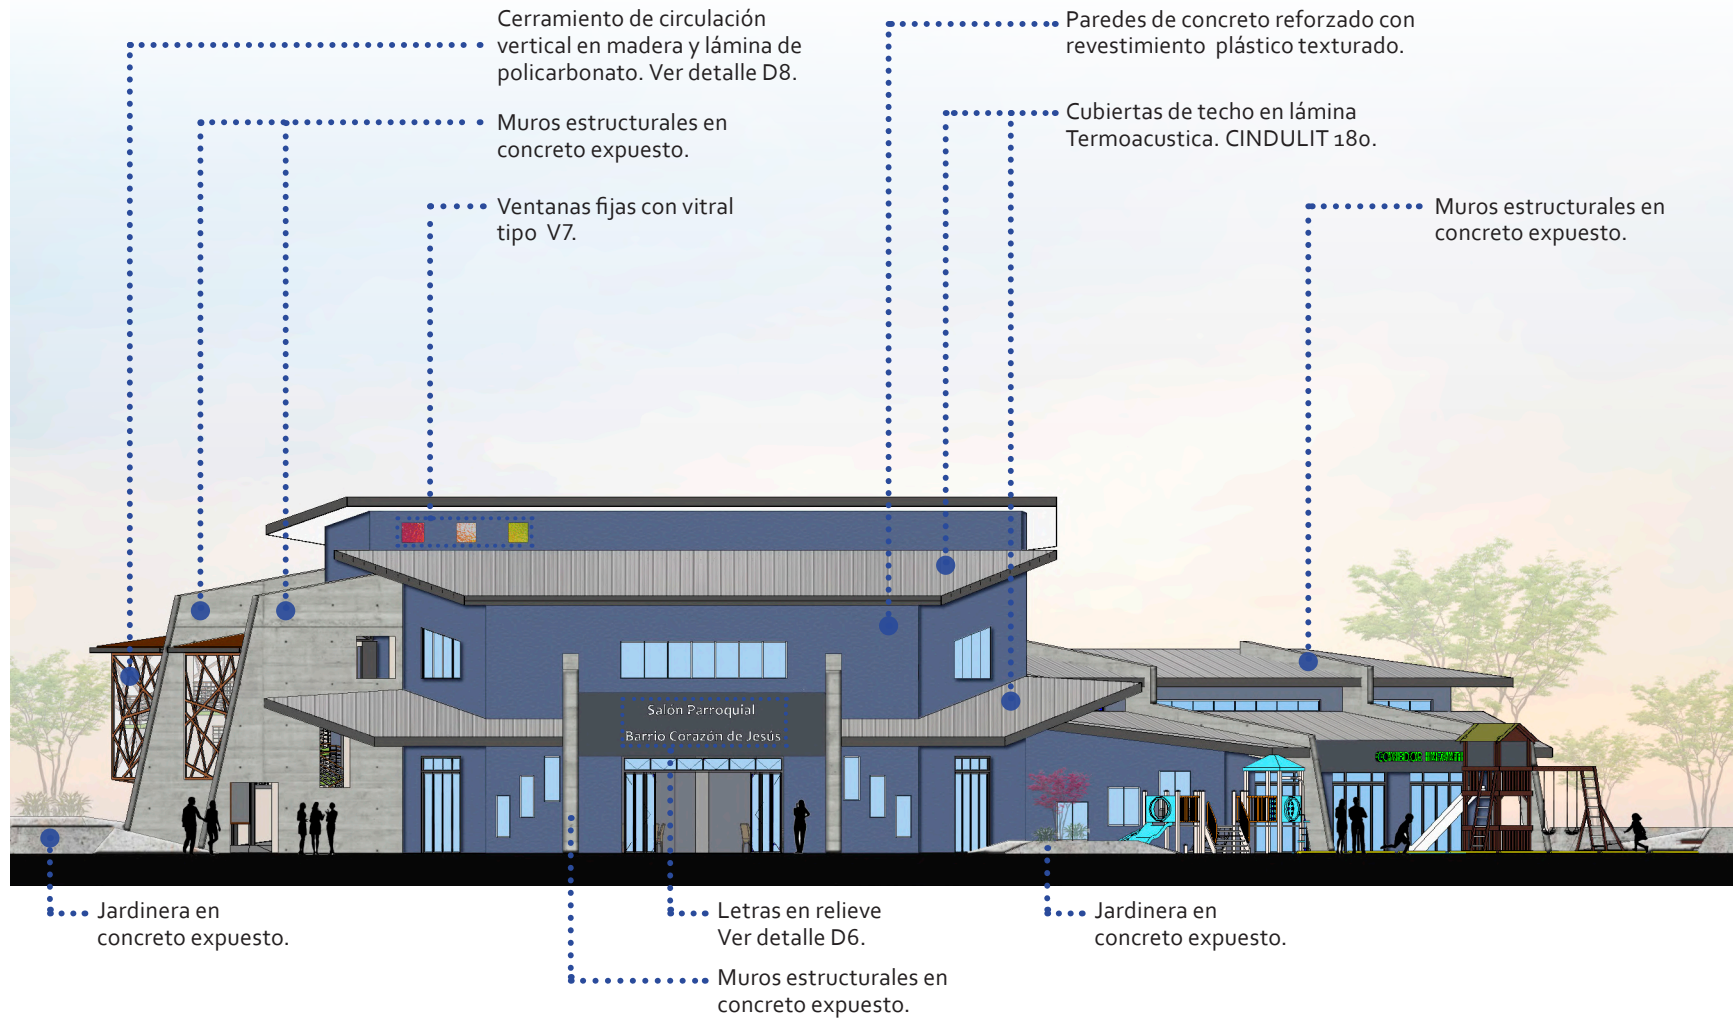 Cerramiento de circulación
vertical en madera y lámina de
policarbonato. Ver detalle D8.
Paredes de concreto reforzado con
revestimiento plástico texturado.
Muros estructurales en
concreto expuesto.
Cubiertas de techo en lámina
Termoacustica. CINDULIT 180.
Ventanas fijas con vitral
tipo V7.
Muros estructurales en
concreto expuesto.
Salón Parroquial
Barrio Corazón de Jesús
COMEDOR
Jardinera en
concreto expuesto.
Letras en relieve
Ver detalle D6.
Jardinera en
concreto expuesto.
Muros estructurales en
concreto expuesto.